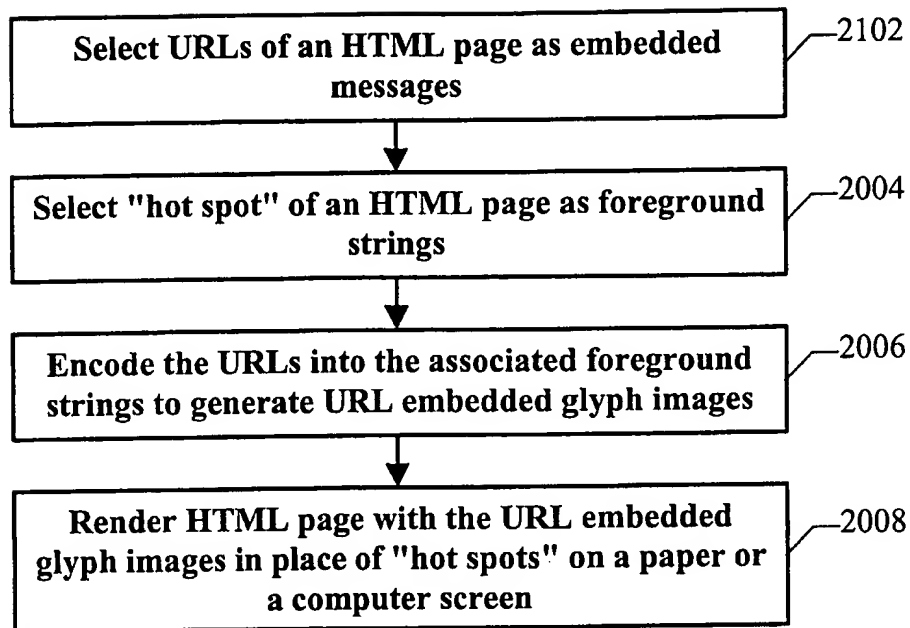 Select URLs of an HTML page as embedded
messages
2102
Select "hot spot" of an HTML page as foreground
strings
2004
Encode the URLs into the associated foreground
strings to generate URL embedded glyph images
2006
Render HTML page with the URL embedded
glyph images in place of "hot spots" on a paper or
a computer screen
2008